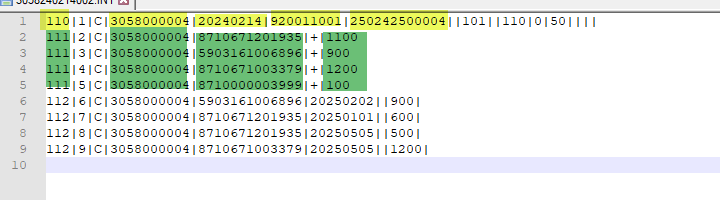 30582402T4002.INT
1 110|1|C|3058000004|20240214|920011001|250242500004||101||110|0|50||||
2 111|2|C|3058000004|8710671201935|+|1100
3 111|3|C|3058000004|5903161006896|+|900
4 111|4|C|3058000004|8710671003379|+|1200
5 111|5|C|3058000004|8710000003999|+|100
6 112|6|C|3058000004|5903161006896|20250202||900|
7 112|7|C|3058000004|8710671201935|20250101||600|
8 112|8|C|3058000004|8710671201935|20250505||500|
9 112|9|C|3058000004|8710671003379|20250505||1200|
10